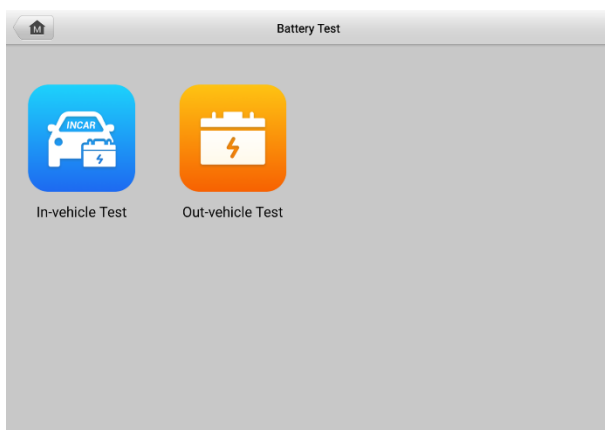 M
Battery Test
INCAR
In-vehicle Test
Out-vehicle Test